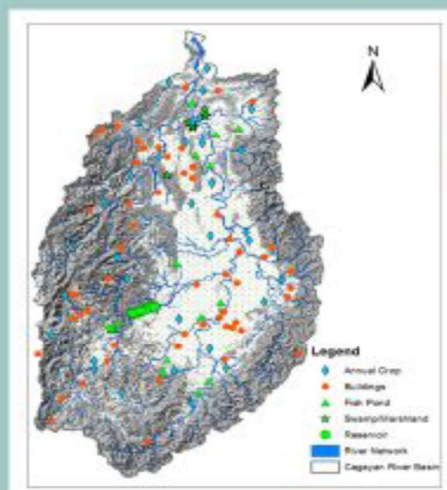 N
Legend
Annual Crop
Buildings
Fish Pond
Swamp/Marshland
Reservoir
River Network
Cagayan River Basin